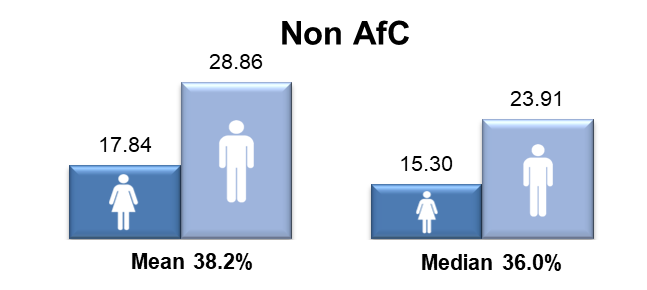 Non AfC
28.86
17.84
23.91
15.30
Mean 38.2%
Median 36.0%